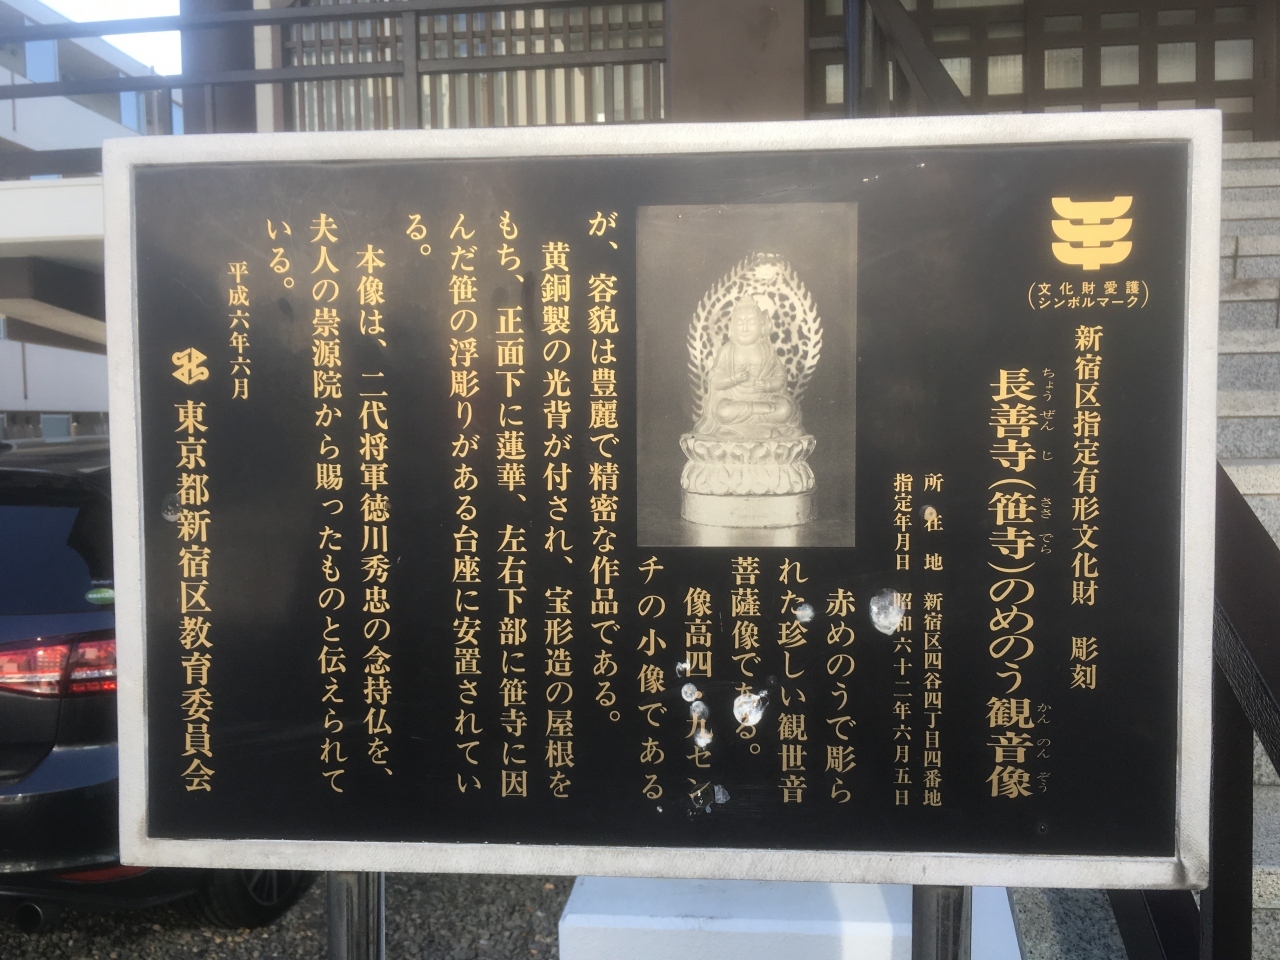 (文化財愛護
シンボルマーク)
新宿区指定有形文化財 彫刻
長善寺(笹寺)のめのう観音像
ちょうぜんじ ささでら かんのんぞう
所在地 新宿区四谷四丁目四番地
指定年月日 昭和六十二年六月五日
赤めのうで彫ら
れた珍しい観世音
菩薩像である。
像高四・九セン
チの小像である
が、容貌は豊麗で精密な作品である。
黄銅製の光背が付され、宝形造の屋根を
もち、正面下に蓮華、左右下部に笹寺に因
んだ笹の浮彫りがある台座に安置されてい
る。
本像は、二代将軍徳川秀忠の念持仏を、
夫人の崇源院から賜ったものと伝えられて
いる。
平成六年六月
東京都新宿区教育委員会